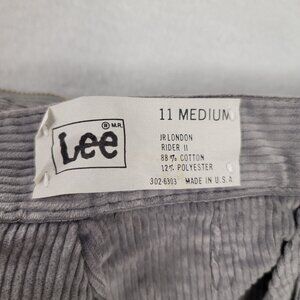 ® M.R.
Lee
11 MEDIUM
JR LONDON
RIDER II
88% COTTON
12% POLYESTER
302-6303 MADE IN U.S.A.